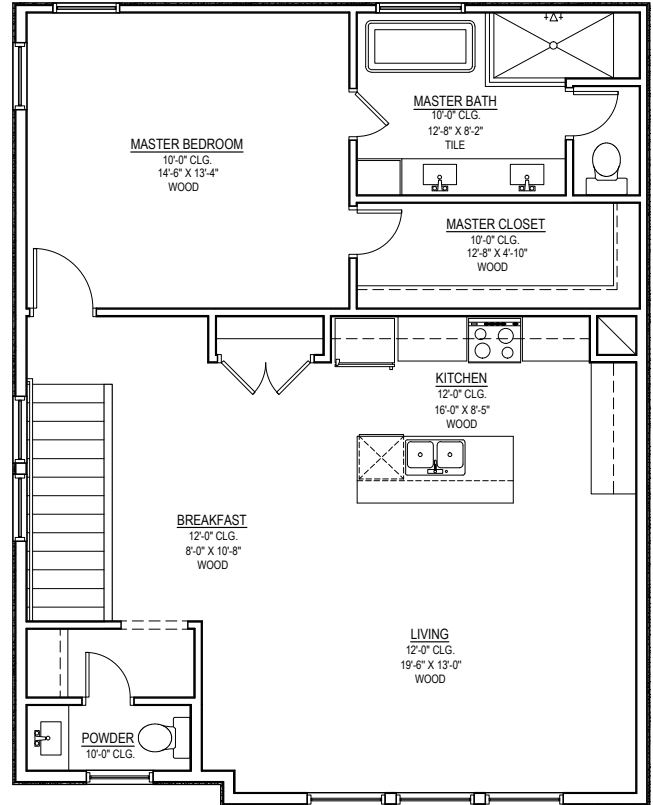 MASTER BEDROOM
10'-0" CLG.
14'-6" X 13'-4"
WOOD
MASTER BATH
10'-0" CLG.
12'-8" X 8'-2"
TILE
MASTER CLOSET
10'-0" CLG.
12'-8" X 4'-10"
WOOD
KITCHEN
12'-0" CLG.
16'-0" X 8'-5"
WOOD
BREAKFAST
12'-0" CLG.
8'-0" X 10'-8"
WOOD
LIVING
12'-0" CLG.
19'-6" X 13'-0"
WOOD
POWDER
10'-0" CLG.